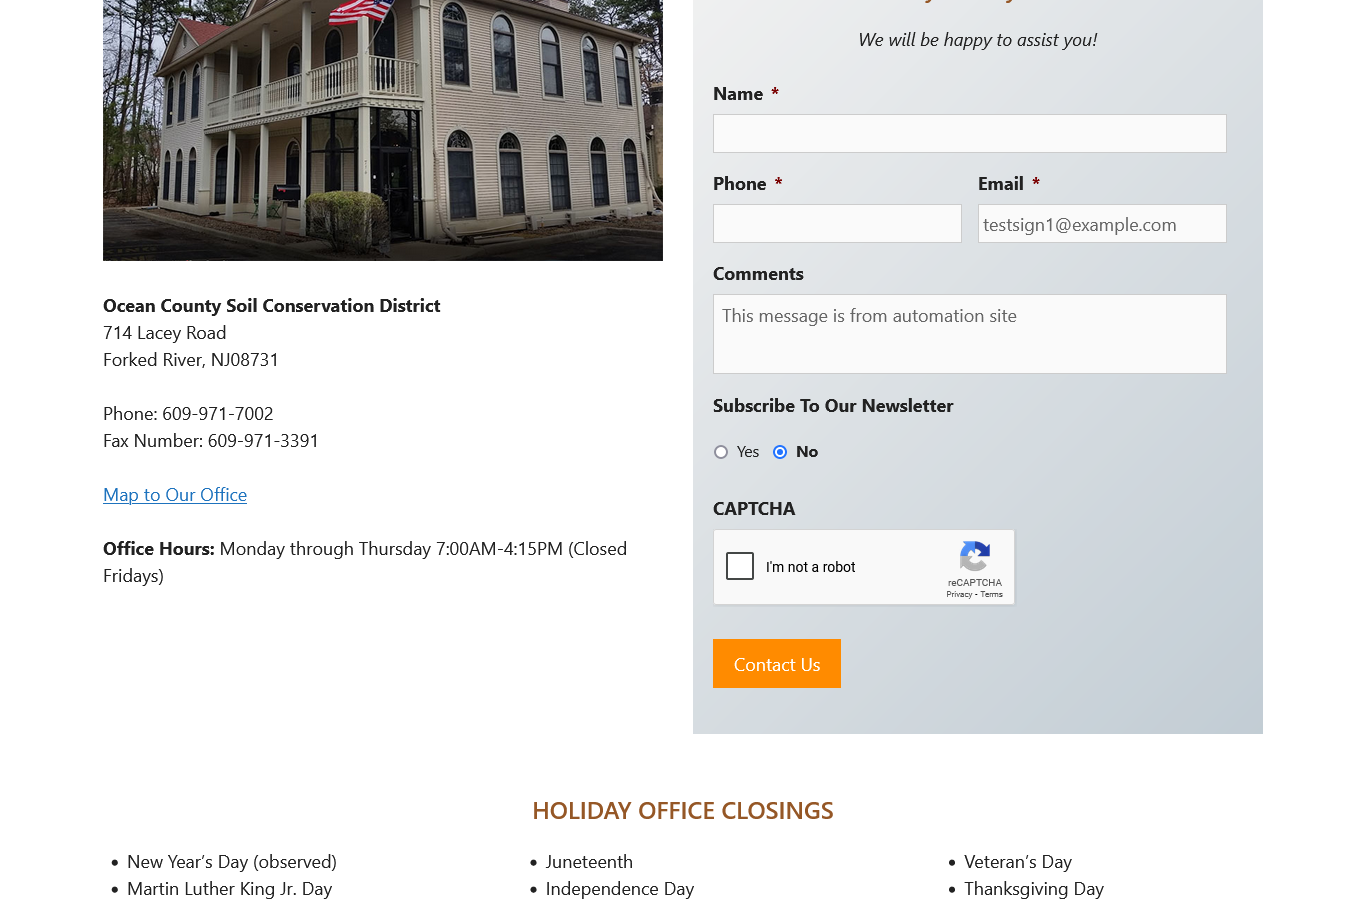 We will be happy to assist you!
Name *
Phone * Email *
testsign1@example.com
Comments
This message is from automation site
Subscribe To Our Newsletter
Yes No
CAPTCHA
I'm not a robot
reCAPTCHA
Privacy - Terms
Contact Us
Ocean County Soil Conservation District
714 Lacey Road
Forked River, NJ08731
Phone: 609-971-7002
Fax Number: 609-971-3391
Map to Our Office
Office Hours: Monday through Thursday 7:00AM-4:15PM (Closed
Fridays)
HOLIDAY OFFICE CLOSINGS
New Year’s Day (observed)
Martin Luther King Jr. Day
Juneteenth
Independence Day
Veteran’s Day
Thanksgiving Day